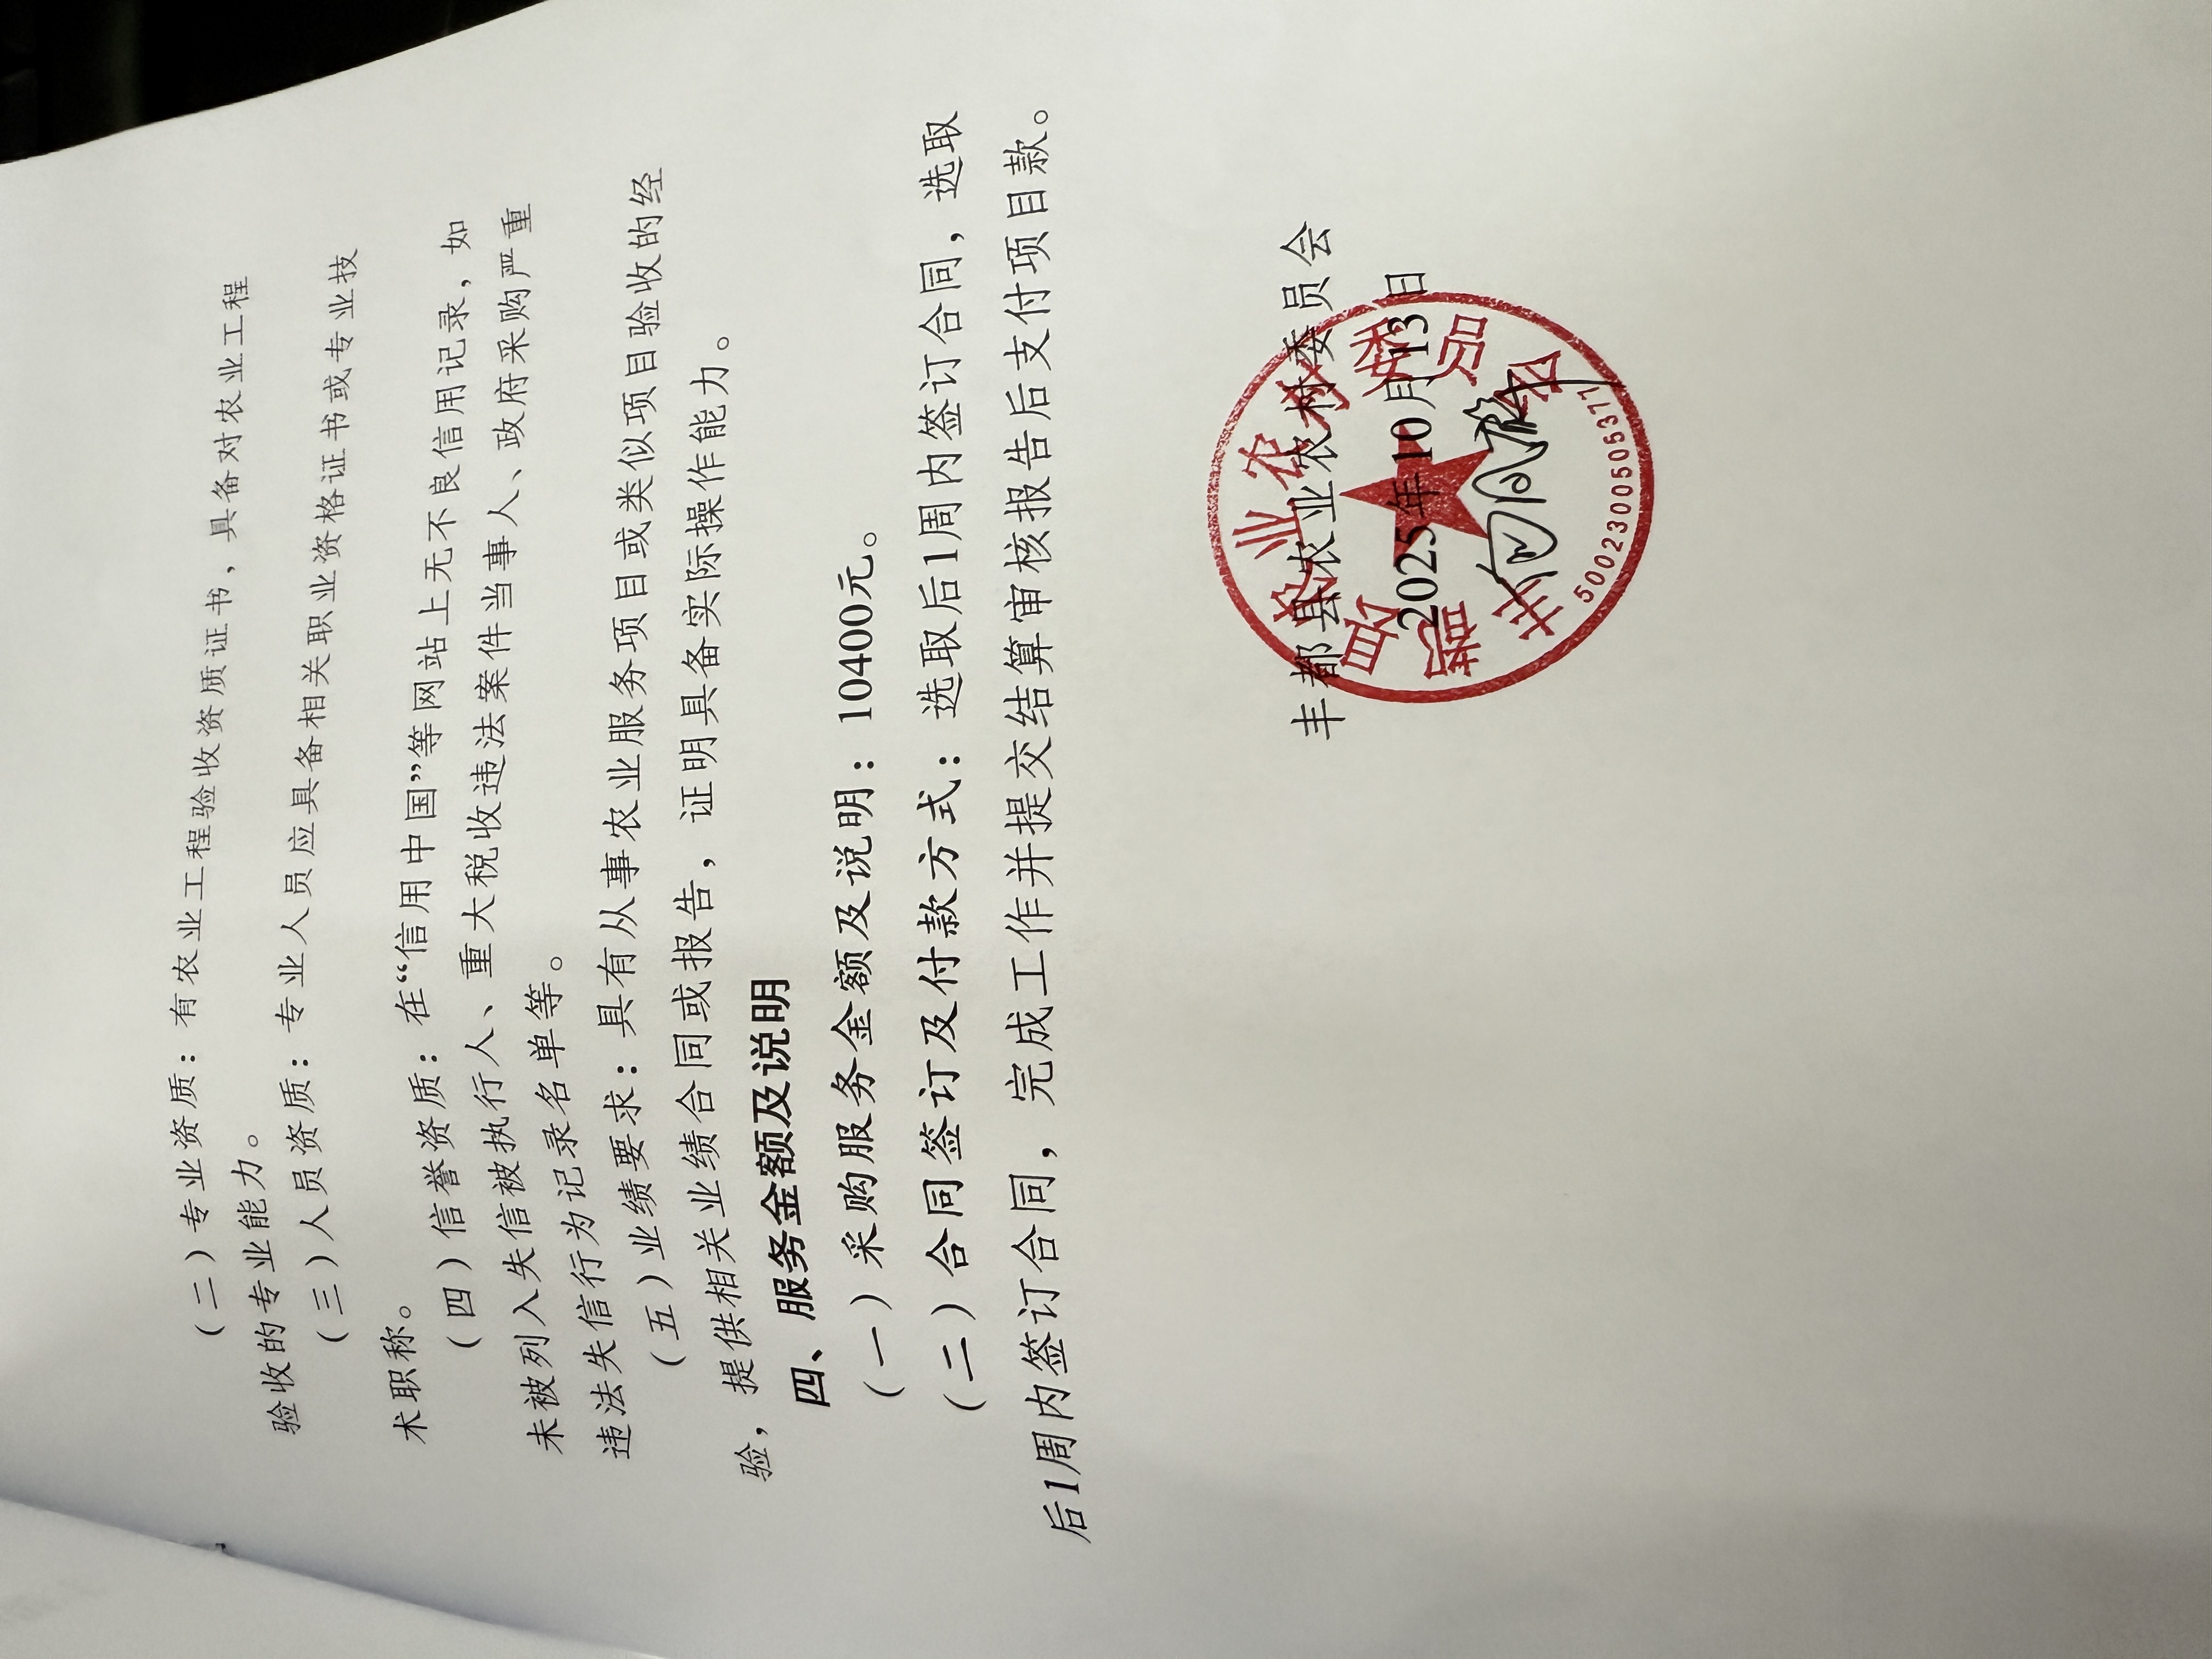 （二）专业资质：有农业工程验收资质证书，具备对农业工程
验收的专业能力。
（三）人员资质：专业人员应具备相关职业资格证书或专业技
术职称。
（四）信誉资质：在“信用中国”等网站上无不良信用记录，如
未被列入失信被执行人、重大税收违法案件当事人、政府采购严重
违法失信行为记录名单等。
（五）业绩要求：具有从事农业服务项目或类似项目验收的经
验，提供相关业绩合同或报告，证明具备实际操作能力。
四、服务金额及说明
（一）采购服务金额及说明：10400元。
（二）合同签订及付款方式：选取后1周内签订合同，选取
后1周内签订合同，完成工作并提交结算审核报告后支付项目款。
丰都县农业农村委员会
2025年10月13日
丰都县农业农村委员会
5002300505377